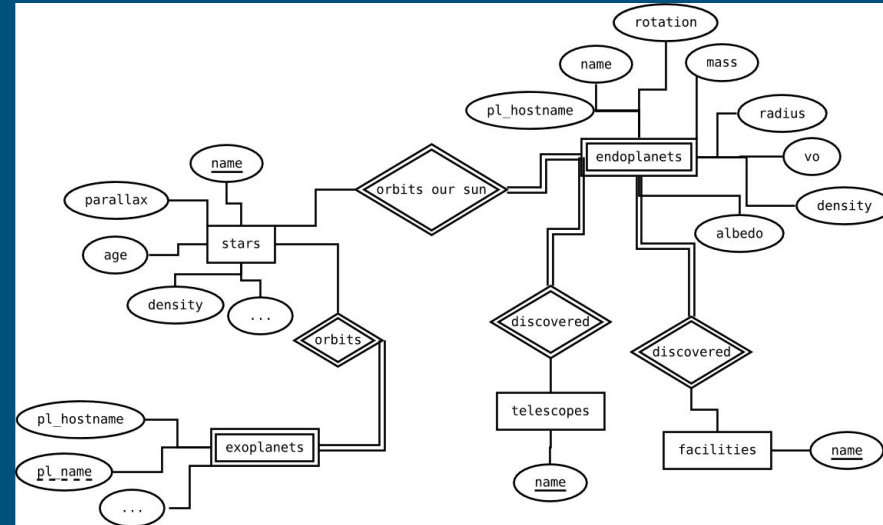 rotation
name
mass
pl_hostname
radius
name
endoplanets
vo
orbits our sun
parallax
density
albedo
stars
age
density
...
discovered
orbits
discovered
telescopes
pl_hostname
exoplanets
facilities
name
pl_name
name
...